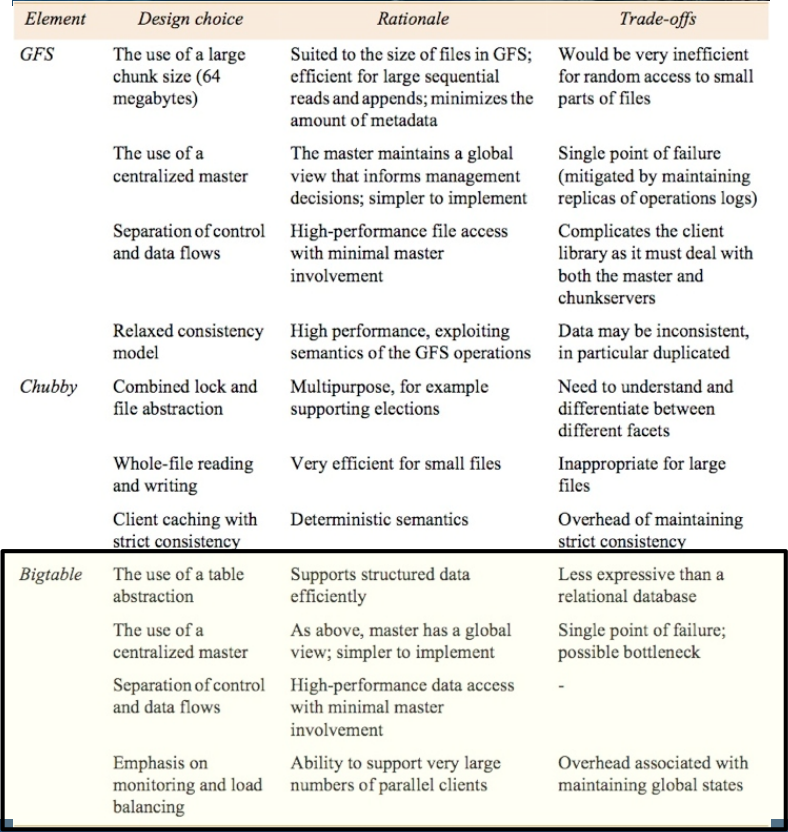 Element Design choice Rationale Trade-offs
GFS The use of a large Suited to the size of files in GFS; Would be very inefficient
chunk size (64 efficient for large sequential for random access to small
megabytes) reads and appends; minimizes the parts of files
amount of metadata
The use of a The master maintains a global Single point of failure
centralized master view that informs management (mitigated by maintaining
decisions; simpler to implement replicas of operations logs)
Separation of control High-performance file access Complicates the client
and data flows with minimal master library as it must deal with
involvement both the master and
chunkservers
Relaxed consistency High performance, exploiting Data may be inconsistent,
model semantics of the GFS operations in particular duplicated
Chubby Combined lock and Multipurpose, for example Need to understand and
file abstraction supporting elections differentiate between
different facets
Whole-file reading Very efficient for small files Inappropriate for large
and writing files
Client caching with Deterministic semantics Overhead of maintaining
strict consistency strict consistency
Bigtable The use of a table Supports structured data Less expressive than a
abstraction efficiently relational database
The use of a As above, master has a global Single point of failure;
centralized master view; simpler to implement possible bottleneck
Separation of control High-performance data access -
and data flows with minimal master
involvement
Emphasis on Ability to support very large Overhead associated with
monitoring and load numbers of parallel clients maintaining global states
balancing